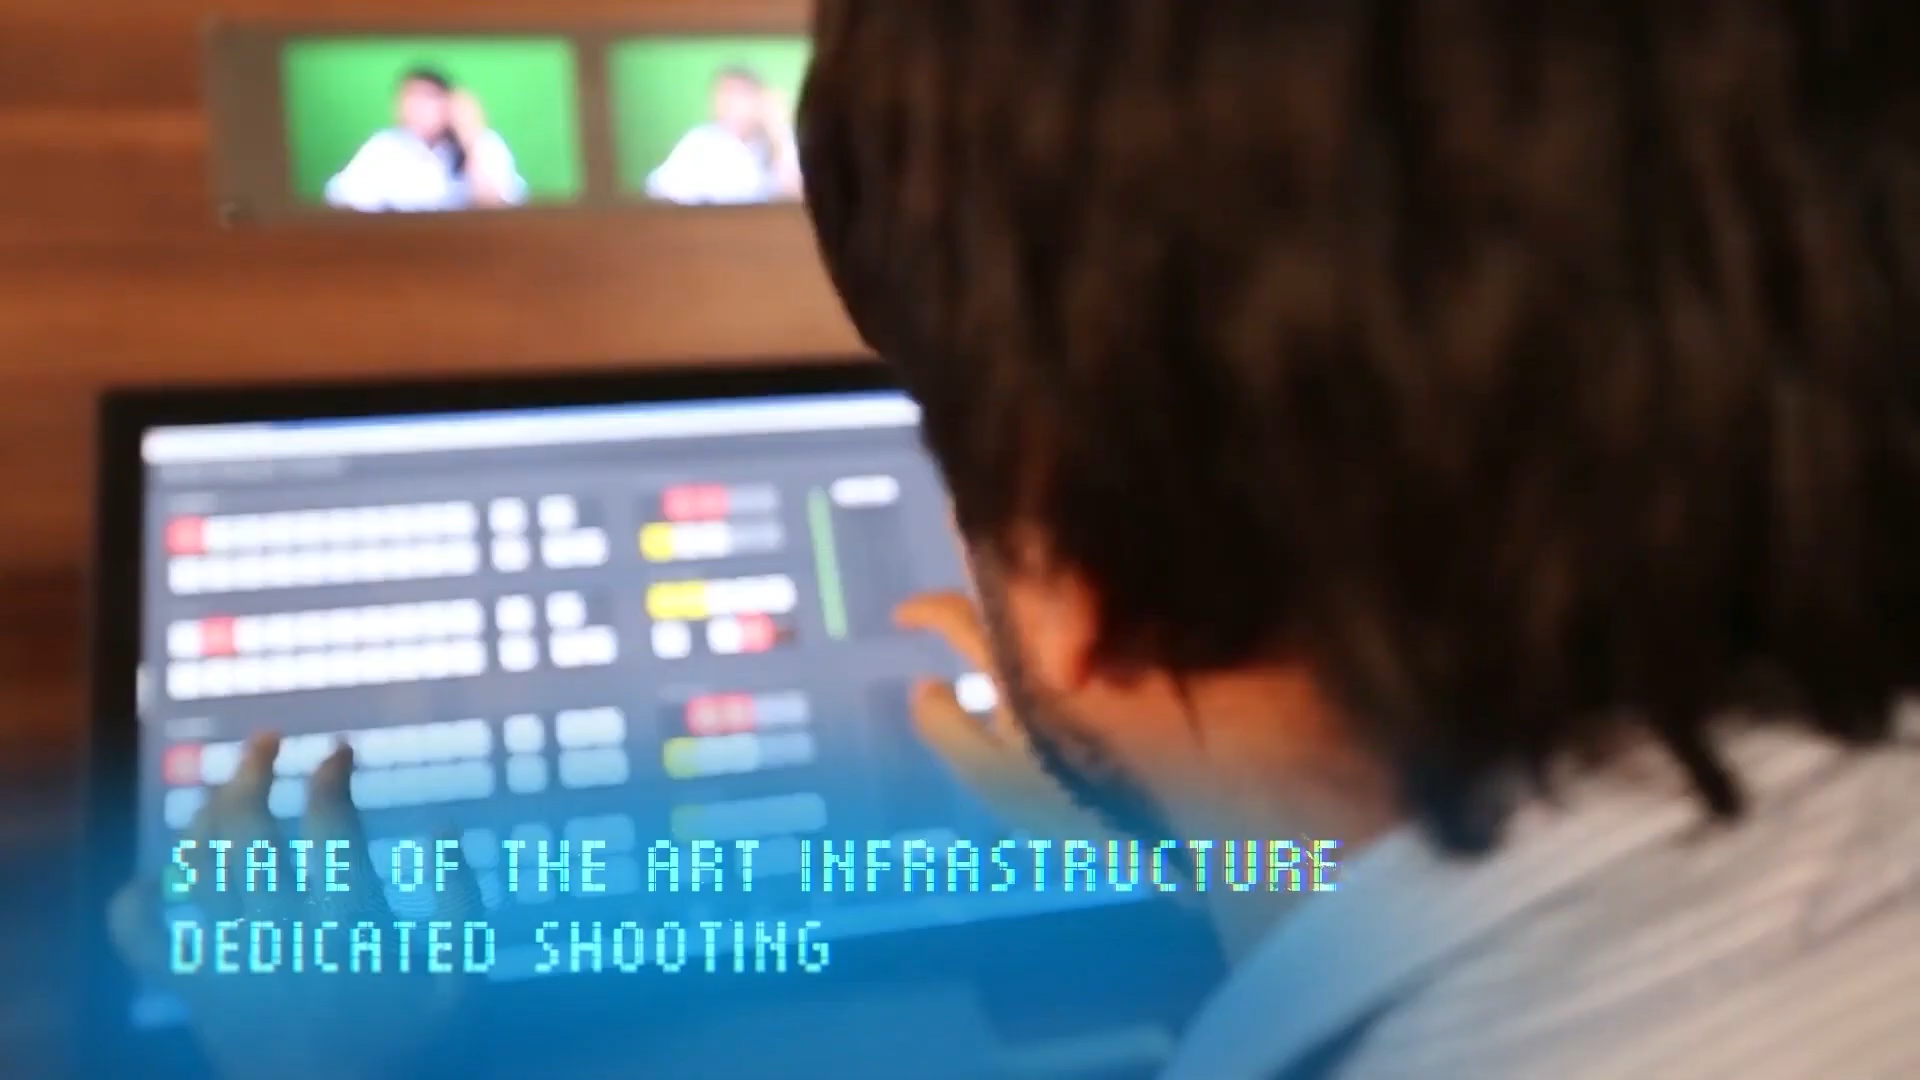 STATE OF THE ART INFRASTRUCTURE
DEDICATED SHOOTING